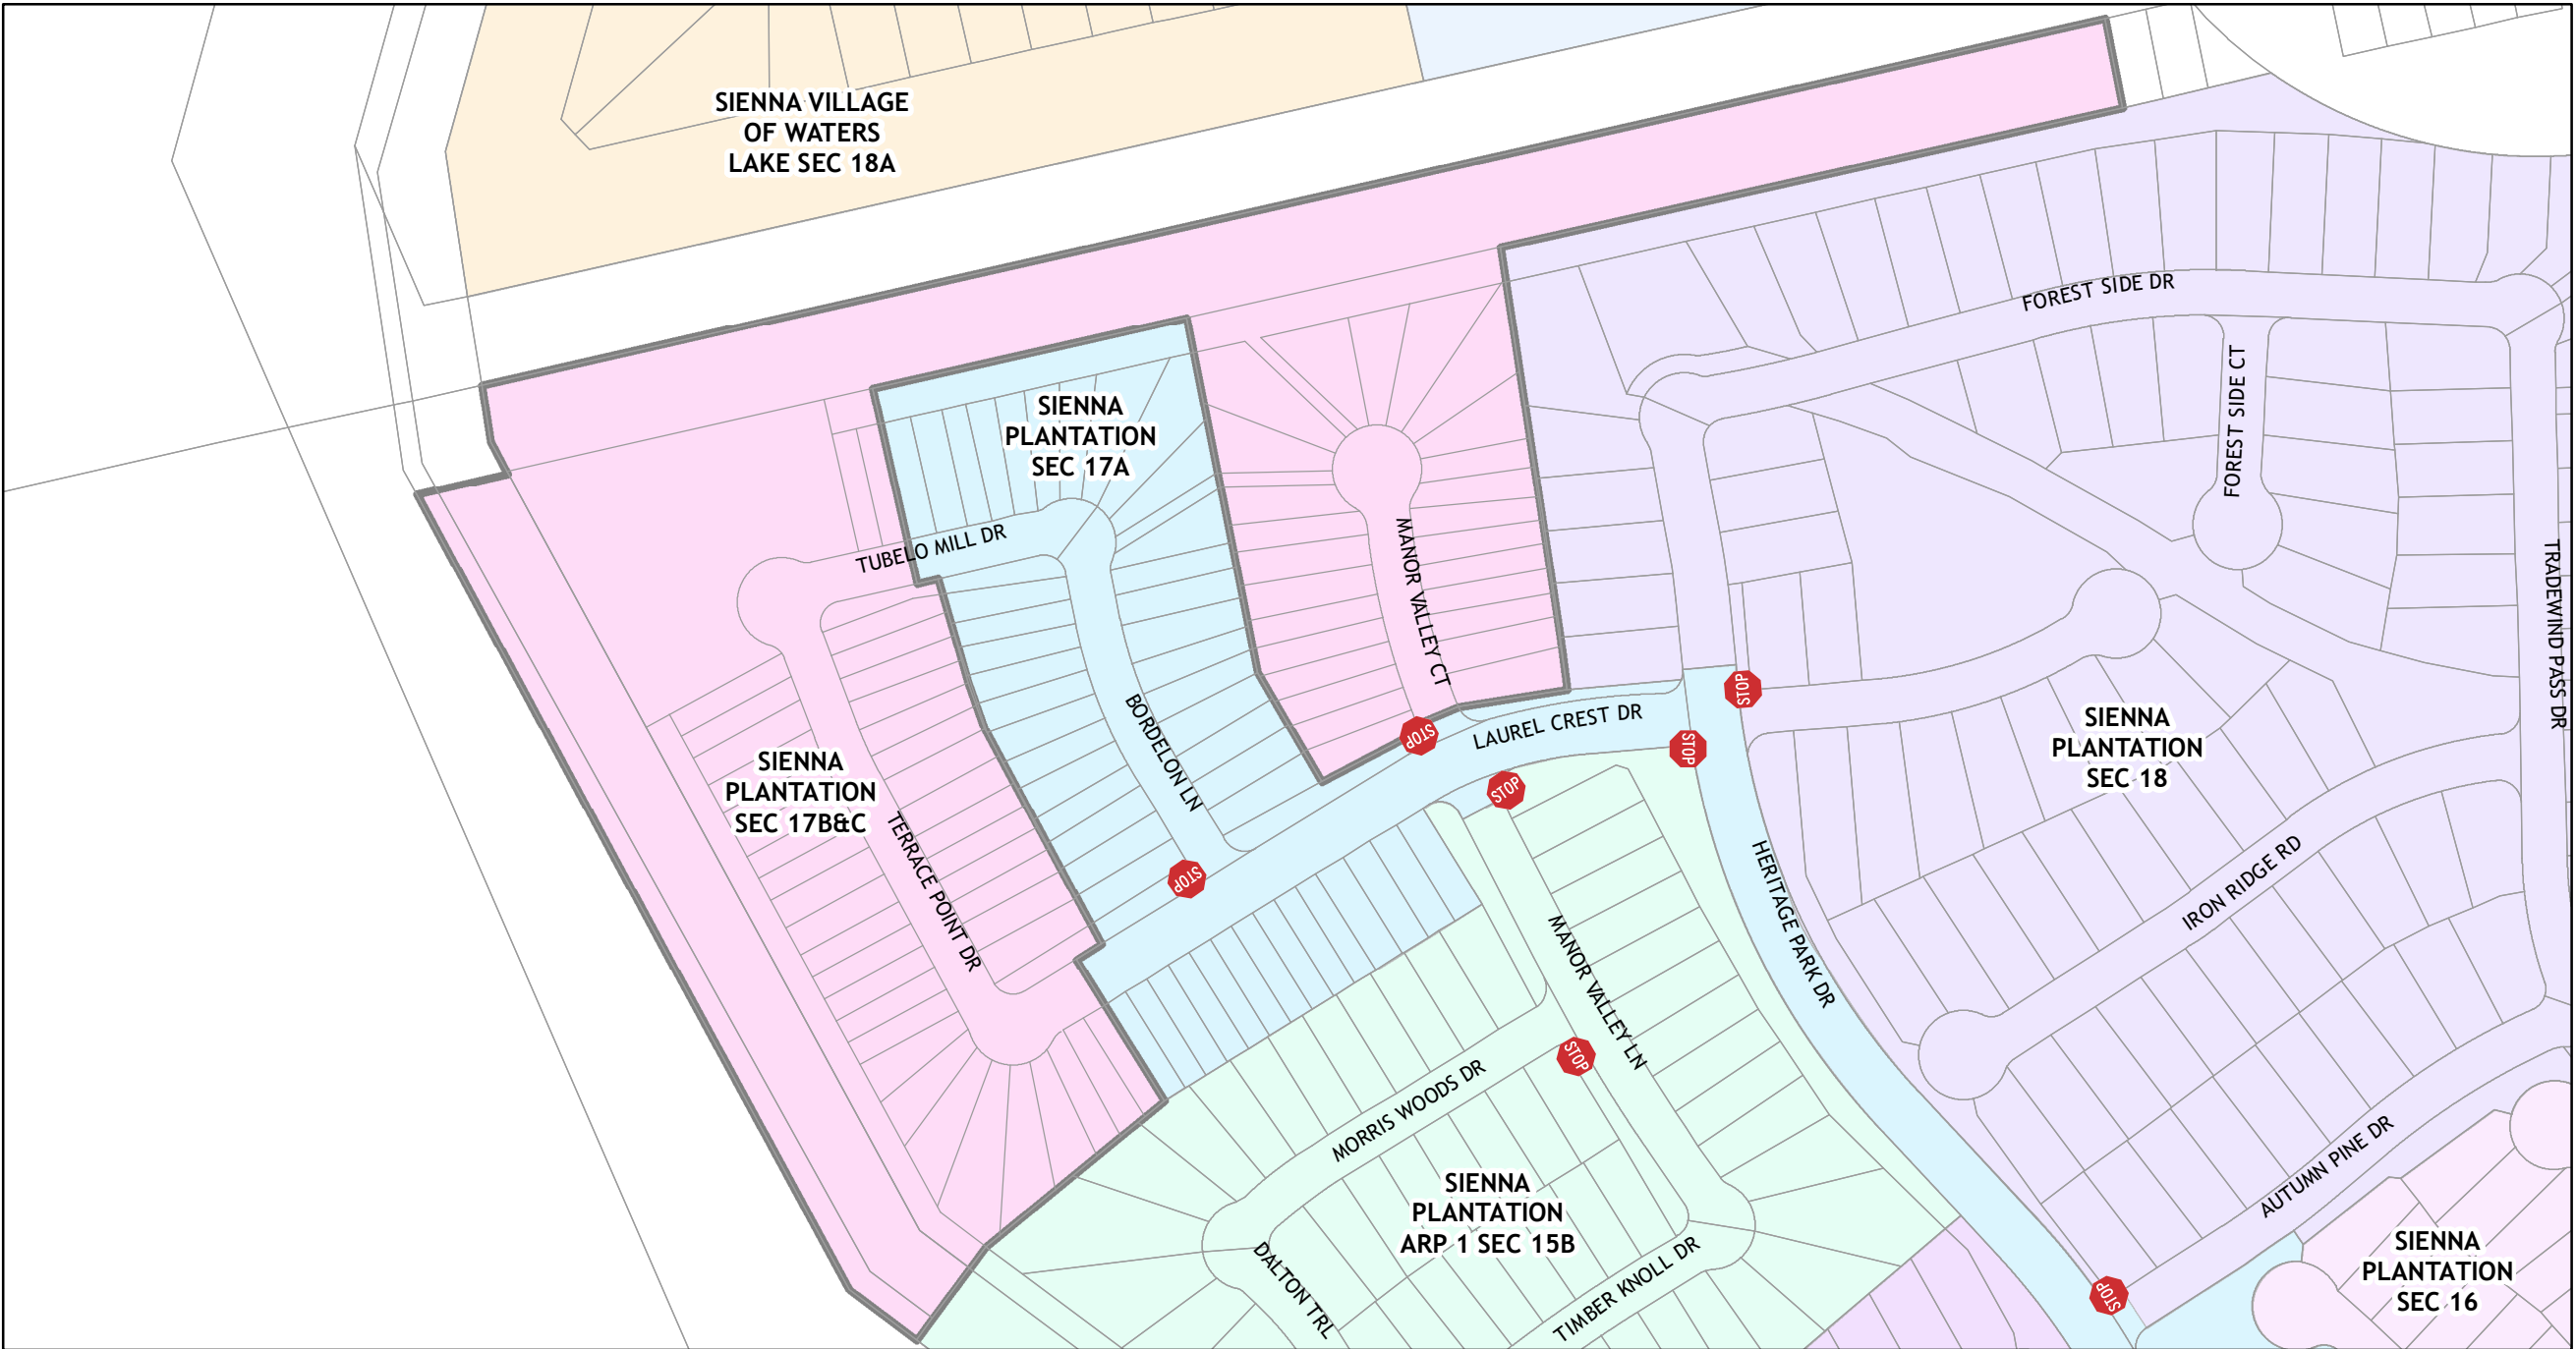 SIENNA VILLAGE
OF WATERS
LAKE SEC 18A
FOREST SIDE DR
FOREST SIDE CT
SIENNA
PLANTATION
SEC 17A
TUBELO MILL DR
MANOR VALLEY CT
TRADEWIND PASS DR
BORDELON LN
LAUREL CREST DR
STOP
STOP
STOP
STOP
STOP
SIENNA
PLANTATION
SEC 18
SIENNA
PLANTATION
SEC 17B&C
TERRACE POINT DR
HERITAGE PARK DR
IRON RIDGE RD
MANOR VALLEY LN
STOP
MORRIS WOODS DR
AUTUMN PINE DR
SIENNA
PLANTATION
ARP 1 SEC 15B
DALTON TRL
TIMBER KNOLL DR
STOP
SIENNA
PLANTATION
SEC 16